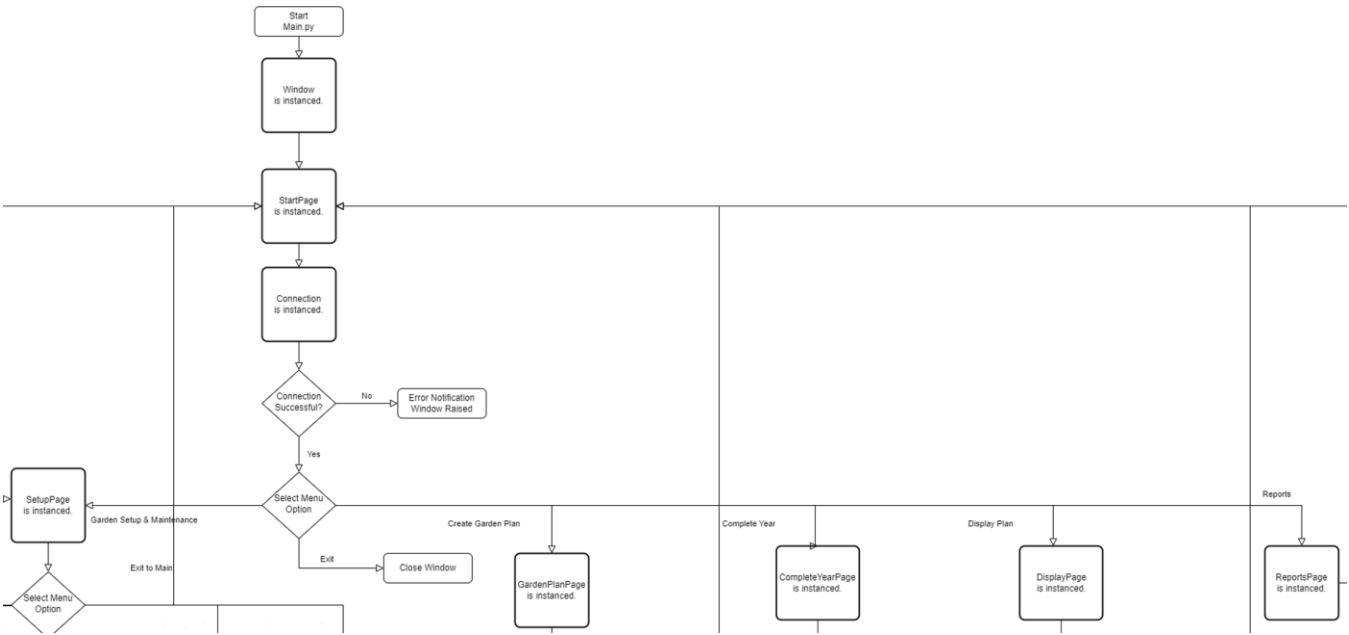 Start
Main.py
Window
is instanced.
StartPage
is instanced.
Connection
is instanced.
Connection
Successful?
No
Error Notification
Window Raised
Yes
SetupPage
is instanced.
Garden Setup & Maintenance
Select Menu
Option
Create Garden Plan
Complete Year
Display Plan
Reports
Exit
Close Window
GardenPlanPage
is instanced.
CompleteYearPage
is instanced.
DisplayPage
is instanced.
ReportsPage
is instanced.
Exit to Main
Select Menu
Option